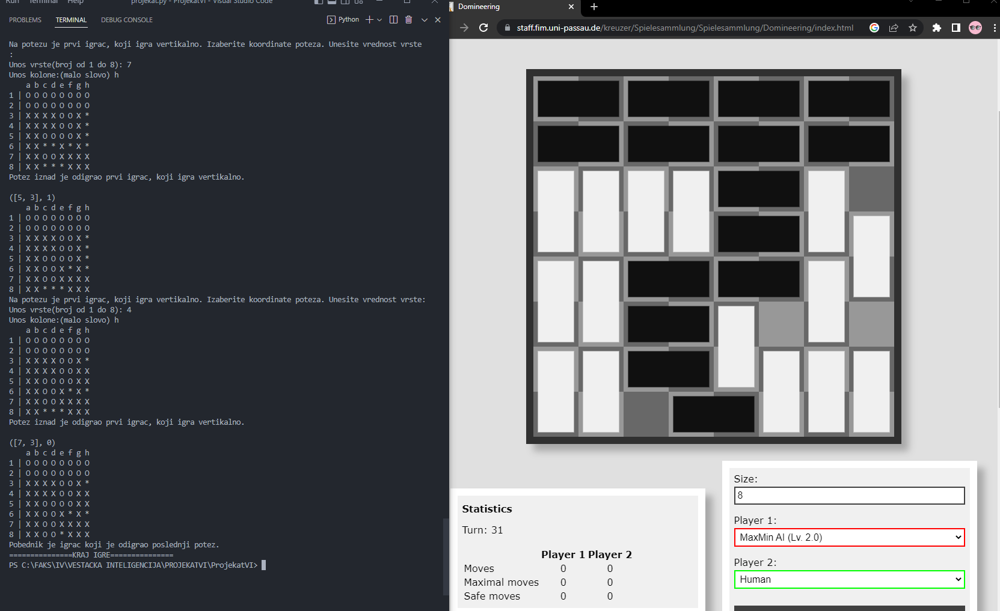 Run Terminal Help projekat.py - ProjekatVI - Visual Studio Code
PROBLEMS TERMINAL DEBUG CONSOLE Python
Na potezu je prvi igrac, koji igra vertikalno. Izaberite koordinate poteza. Unesite vrednost vrste
:
Unos vrste(broj od 1 do 8): 7
Unos kolone:(malo slovo) h
a b c d e f g h
1 | O O O O O O O O
2 | O O O O O O O O
3 | X X X X O O X *
4 | X X X X O O X *
5 | X X O O O O X *
6 | X X * * X * X *
7 | X X O O X X X X
8 | X X * * * X X X
Potez iznad je odigrao prvi igrac, koji igra vertikalno.
([5, 3], 1)
a b c d e f g h
1 | O O O O O O O O
2 | O O O O O O O O
3 | X X X X O O X *
4 | X X X X O O X *
5 | X X O O O O X *
6 | X X O O X * X *
7 | X X O O X X X X
8 | X X * * * X X X
Na potezu je prvi igrac, koji igra vertikalno. Izaberite koordinate poteza. Unesite vrednost vrste:
Unos vrste(broj od 1 do 8): 4
Unos kolone:(malo slovo) h
a b c d e f g h
1 | O O O O O O O O
2 | O O O O O O O O
3 | X X X X O O X *
4 | X X X X O O X X
5 | X X O O O O X X
6 | X X O O X * X *
7 | X X O O X X X X
8 | X X * * * X X X
Potez iznad je odigrao prvi igrac, koji igra vertikalno.
([7, 3], 0)
a b c d e f g h
1 | O O O O O O O O
2 | O O O O O O O O
3 | X X X X O O X *
4 | X X X X O O X X
5 | X X O O O O X X
6 | X X O O X * X *
7 | X X O O X X X X
8 | X X O O * X X X
Pobednik je igrac koji je odigrao poslednji potez.
===============KRAJ IGRE===============
PS C:\FAKS\IV\VESTACKA INTELIGENCIJA\PROJEKATVI\ProjekatVI>
Domineering
staff.fim.uni-passau.de/kreuzer/Spielesammlung/Spielesammlung/Domineering/index.html
Statistics
Turn: 31
Player 1 Player 2
Moves 0 0
Maximal moves 0 0
Safe moves 0 0
Size:
8
Player 1:
MaxMin AI (Lv. 2.0)
Player 2:
Human